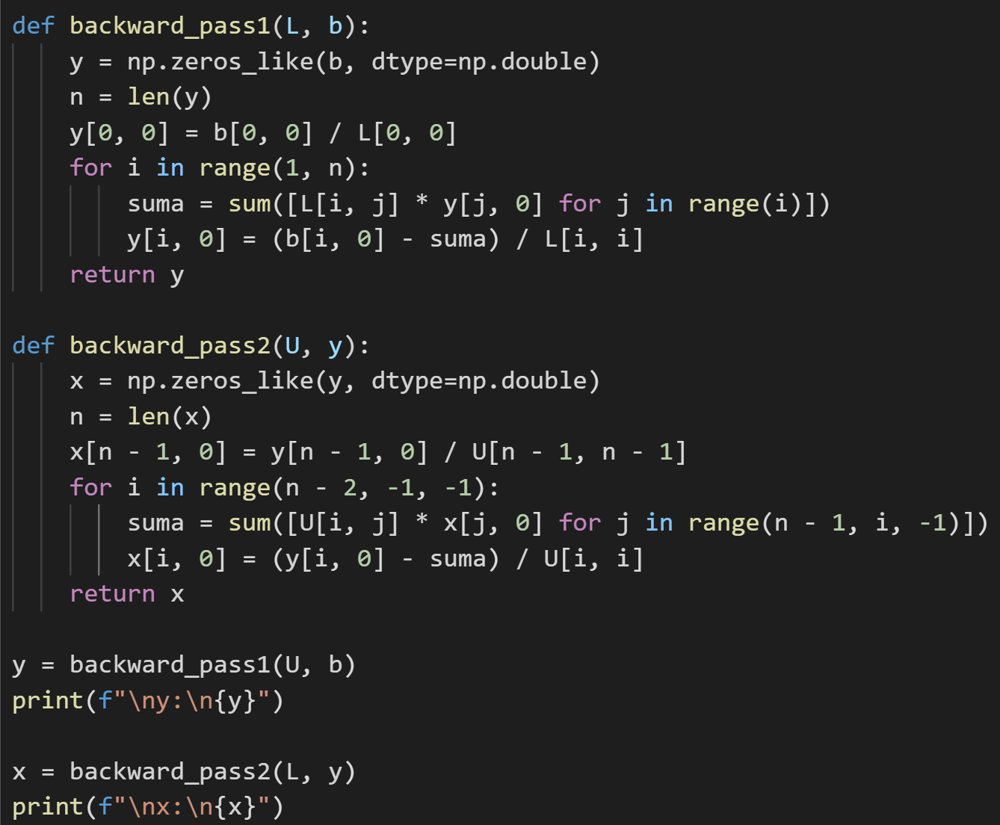 def backward_pass1(L, b):
    y = np.zeros_like(b, dtype=np.double)
    n = len(y)
    y[0, 0] = b[0, 0] / L[0, 0]
    for i in range(1, n):
        suma = sum([L[i, j] * y[j, 0] for j in range(i)])
        y[i, 0] = (b[i, 0] - suma) / L[i, i]
    return y

def backward_pass2(U, y):
    x = np.zeros_like(y, dtype=np.double)
    n = len(x)
    x[n - 1, 0] = y[n - 1, 0] / U[n - 1, n - 1]
    for i in range(n - 2, -1, -1):
        suma = sum([U[i, j] * x[j, 0] for j in range(n - 1, i, -1)])
        x[i, 0] = (y[i, 0] - suma) / U[i, i]
    return x

y = backward_pass1(U, b)
print(f"\ny:\n{y}")

x = backward_pass2(L, y)
print(f"\nx:\n{x}")